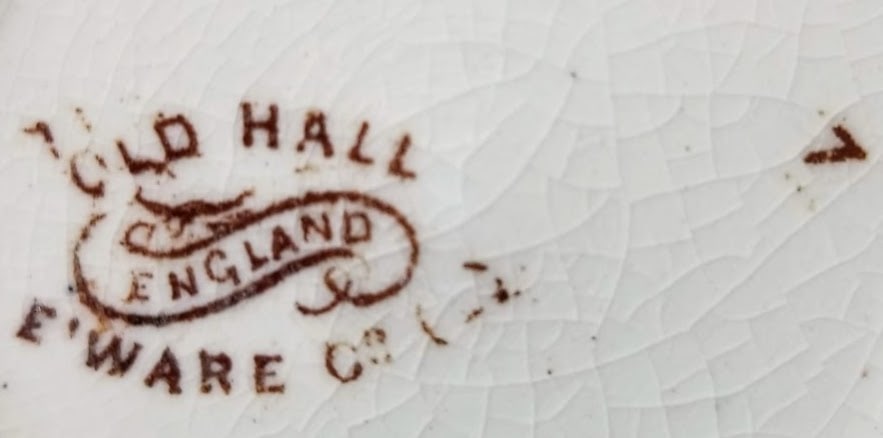 OLD HALL
ENGLAND
E'WARE Co